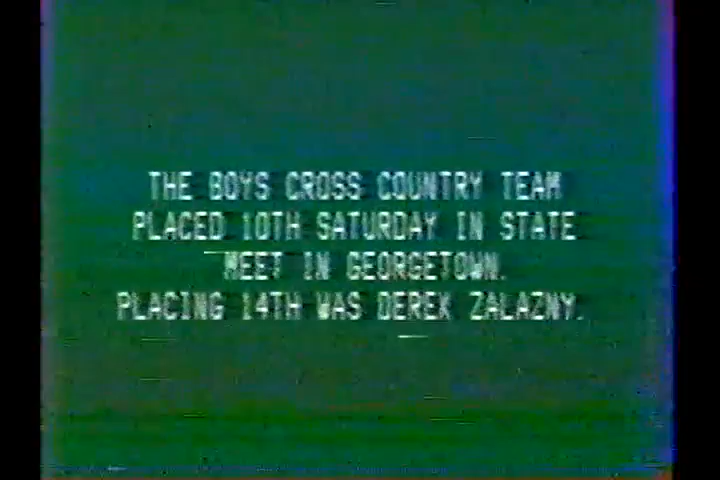 THE BOYS CROSS COUNTRY TEAM
PLACED 10TH SATURDAY IN STATE
MEET IN GEORGETOWN.
PLACING 14TH WAS DEREK ZALAZNY.